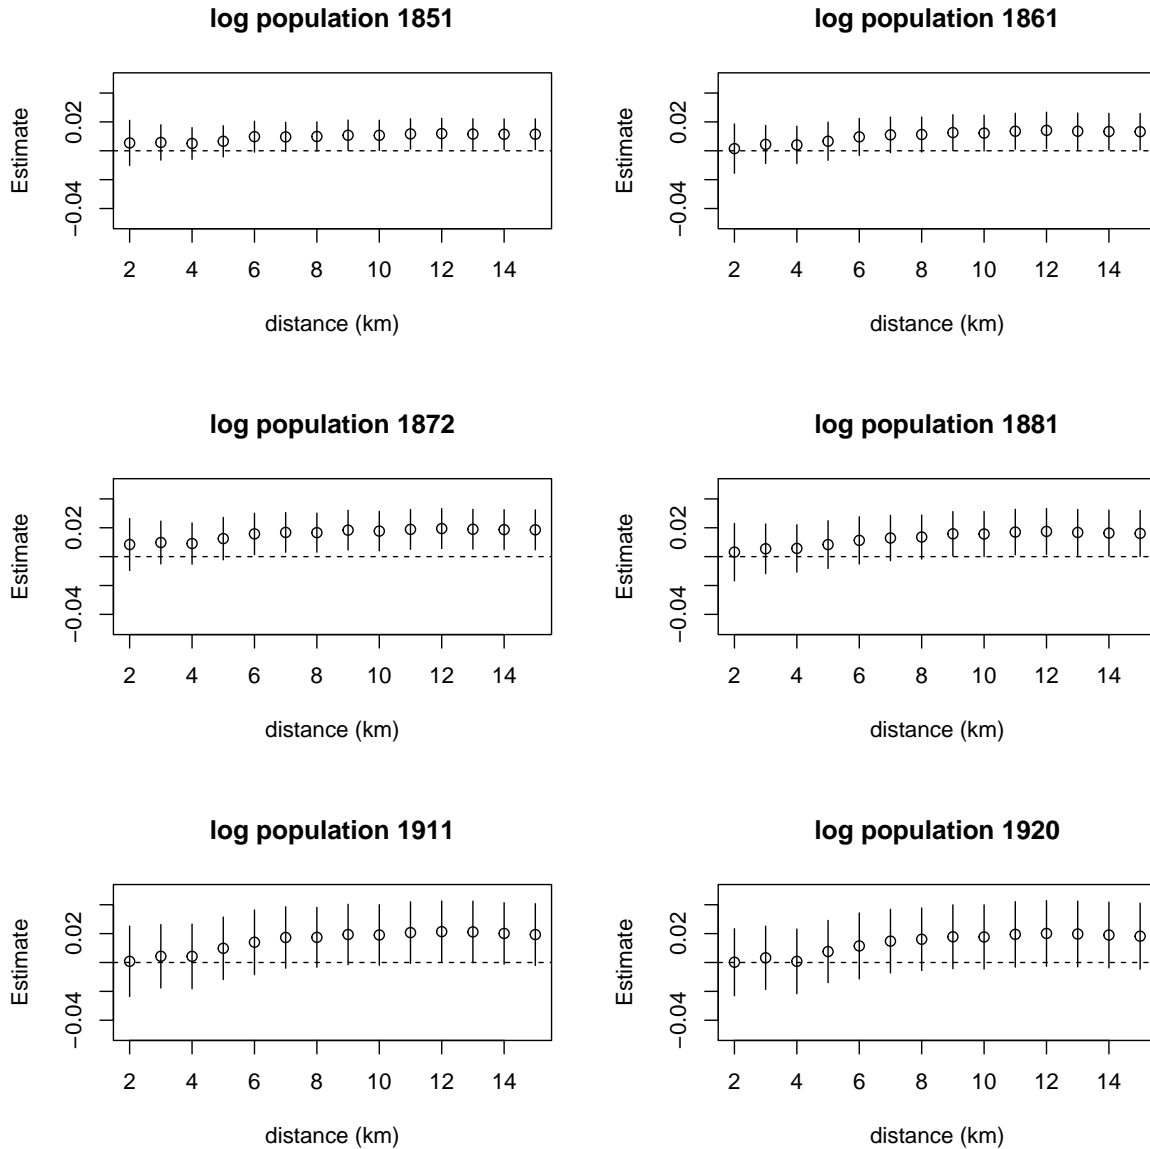 log population 1851
Estimate
0.02
−0.04
2 4 6 8 10 12 14
distance (km)
log population 1861
Estimate
0.02
−0.04
2 4 6 8 10 12 14
distance (km)
log population 1872
Estimate
0.02
−0.04
2 4 6 8 10 12 14
distance (km)
log population 1881
Estimate
0.02
−0.04
2 4 6 8 10 12 14
distance (km)
log population 1911
Estimate
0.02
−0.04
2 4 6 8 10 12 14
distance (km)
log population 1920
Estimate
0.02
−0.04
2 4 6 8 10 12 14
distance (km)